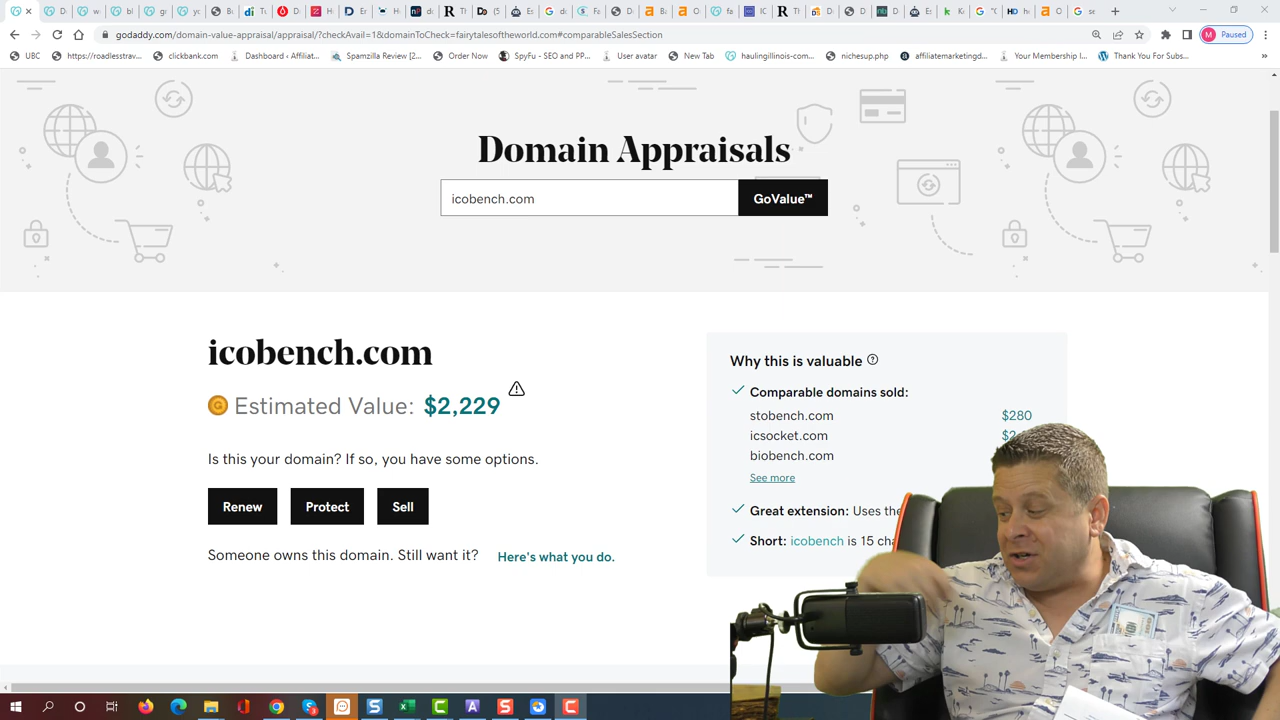 godaddy.com/domain-value-appraisal/appraisal/?checkAvail=1&domainToCheck=fairytalesoftheworld.com#comparableSalesSection
Paused
UBC
https://roadlesstrav...
clickbank.com
Dashboard ‹ Affiliat...
Spamzilla Review [2...
Order Now
SpyFu - SEO and PP...
User avatar
New Tab
haulingillinois-com...
nichesup.php
affiliatemarketingd...
Your Membership I...
Thank You For Subs...
Domain Appraisals
icobench.com
GoValue™
icobench.com
Estimated Value: $2,229
Is this your domain? If so, you have some options.
Renew
Protect
Sell
Someone owns this domain. Still want it?
Here's what you do.
Why this is valuable
Comparable domains sold:
stobench.com
$280
icsocket.com
biobench.com
See more
Great extension: Uses the
Short: icobench is 15 cha